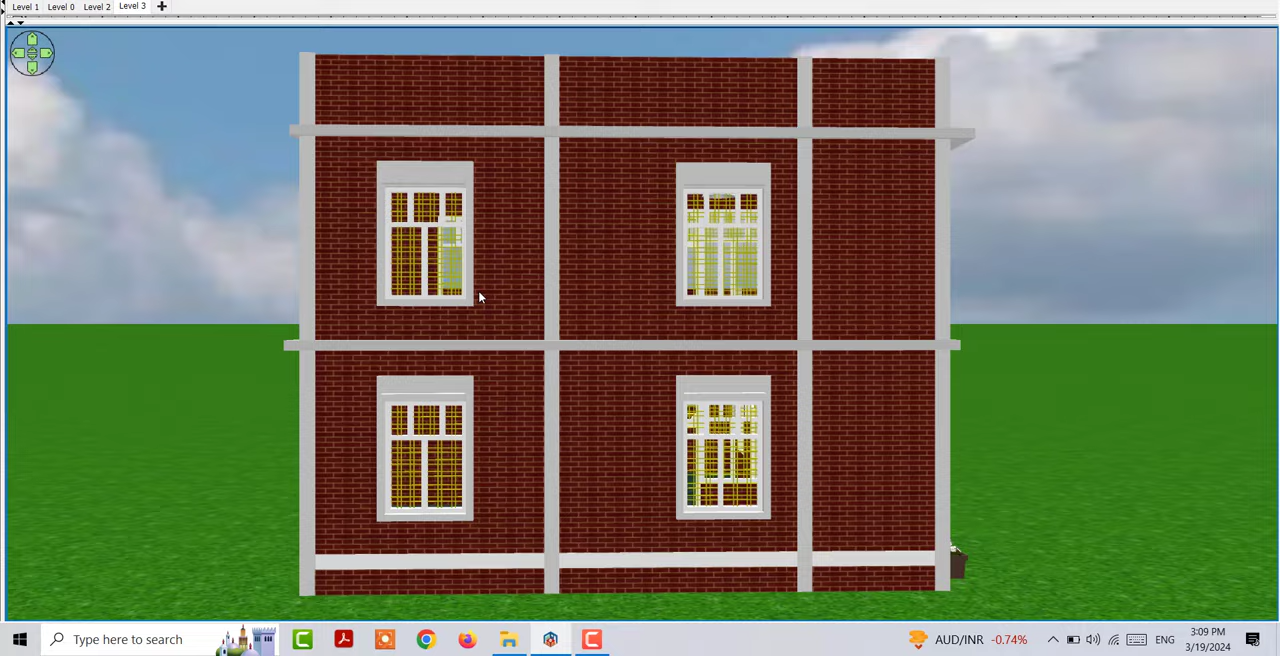 Level 1 Level 0 Level 2 Level 3
Type here to search
AUD/INR -0.74%
ENG
3:09 PM
3/19/2024